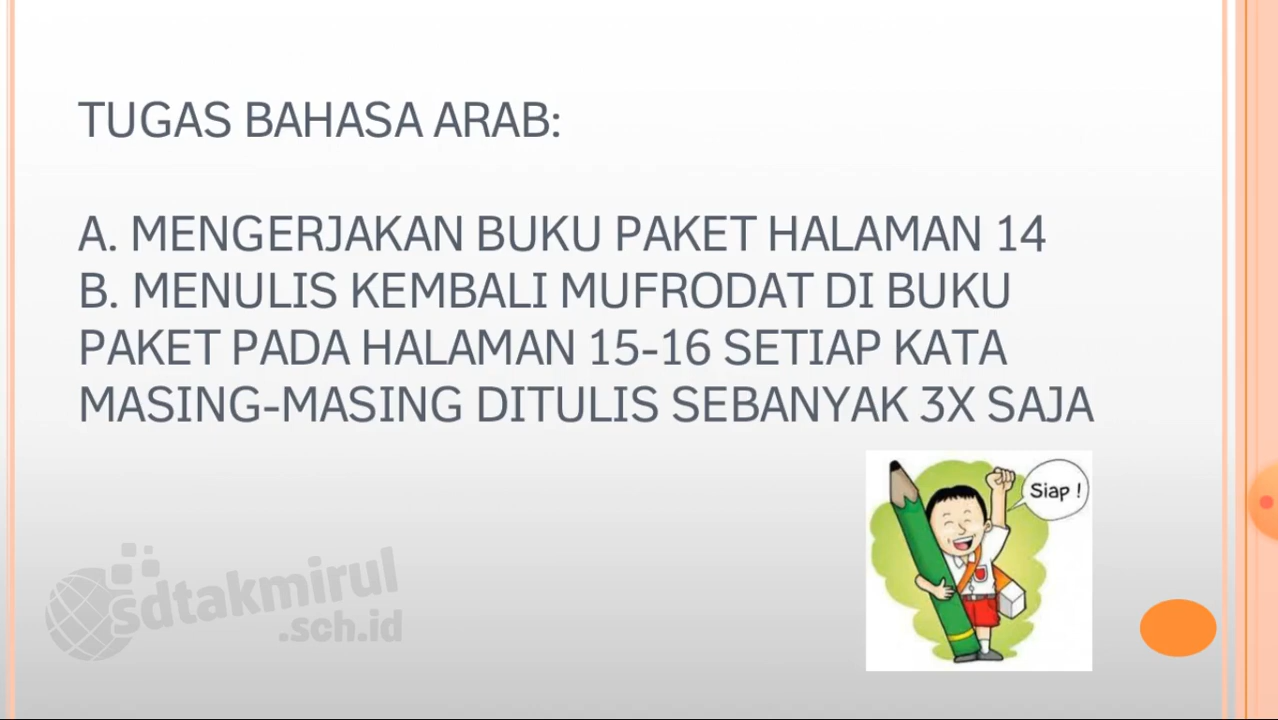 TUGAS BAHASA ARAB:
A. MENGERJAKAN BUKU PAKET HALAMAN 14
B. MENULIS KEMBALI MUFRODAT DI BUKU
PAKET PADA HALAMAN 15-16 SETIAP KATA
MASING-MASING DITULIS SEBANYAK 3X SAJA
Siap !
sdtakmirul
.sch.id